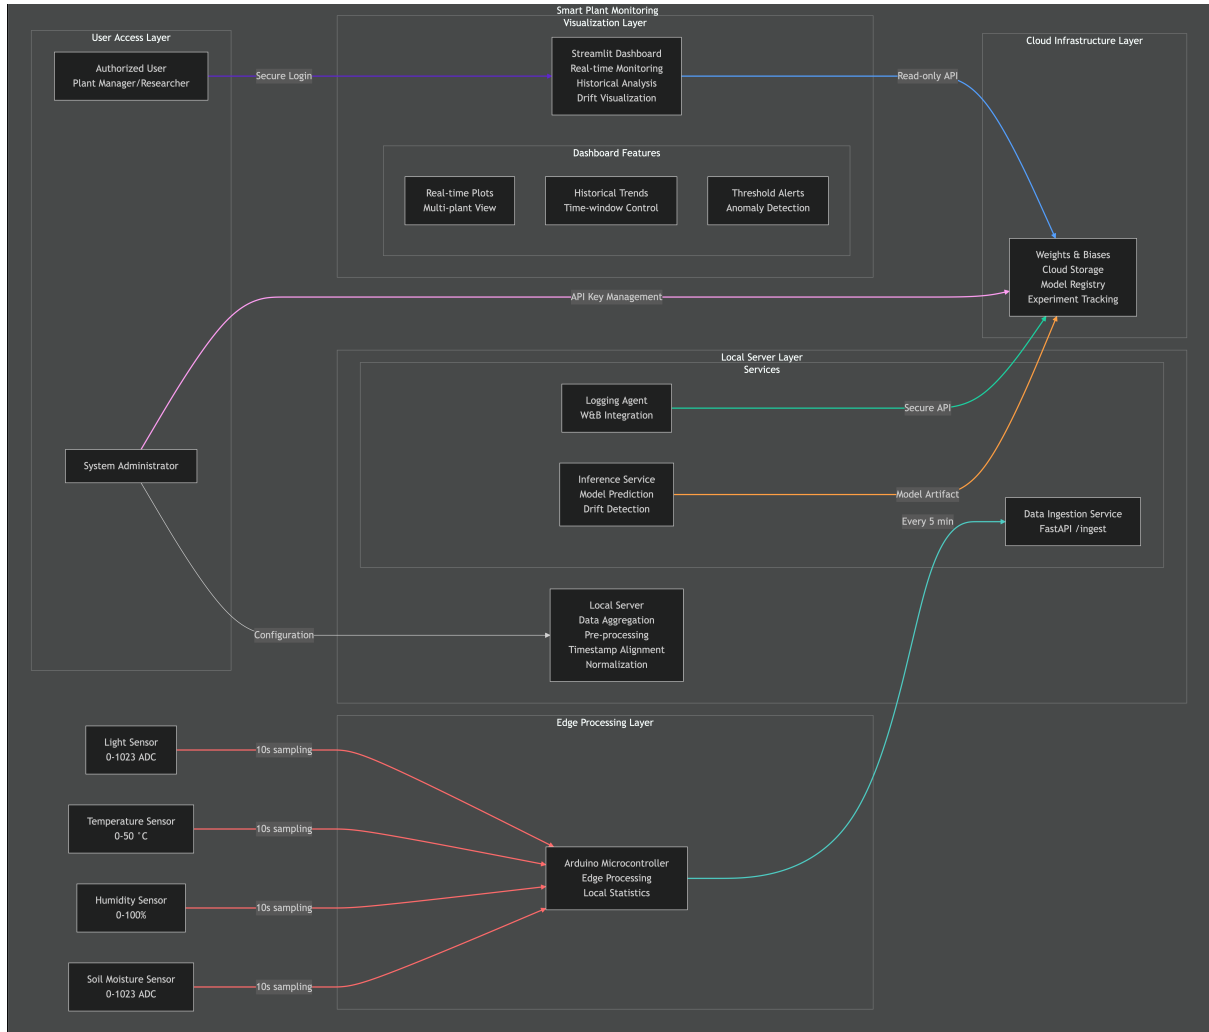 Smart Plant Monitoring
Visualization Layer
User Access Layer
Cloud Infrastructure Layer
Authorized User
Plant Manager/Researcher
Secure Login
Streamlit Dashboard
Real-time Monitoring
Historical Analysis
Drift Visualization
Read-only API
Dashboard Features
Real-time Plots
Multi-plant View
Historical Trends
Time-window Control
Threshold Alerts
Anomaly Detection
Weights & Biases
Cloud Storage
Model Registry
Experiment Tracking
API Key Management
Local Server Layer
Services
Logging Agent
W&B Integration
Secure API
System Administrator
Inference Service
Model Prediction
Drift Detection
Model Artifact
Every 5 min
Data Ingestion Service
FastAPI /ingest
Configuration
Local Server
Data Aggregation
Pre-processing
Timestamp Alignment
Normalization
Edge Processing Layer
Light Sensor
0-1023 ADC
10s sampling
Temperature Sensor
0-50 °C
10s sampling
Arduino Microcontroller
Edge Processing
Local Statistics
Humidity Sensor
0-100%
10s sampling
Soil Moisture Sensor
0-1023 ADC
10s sampling